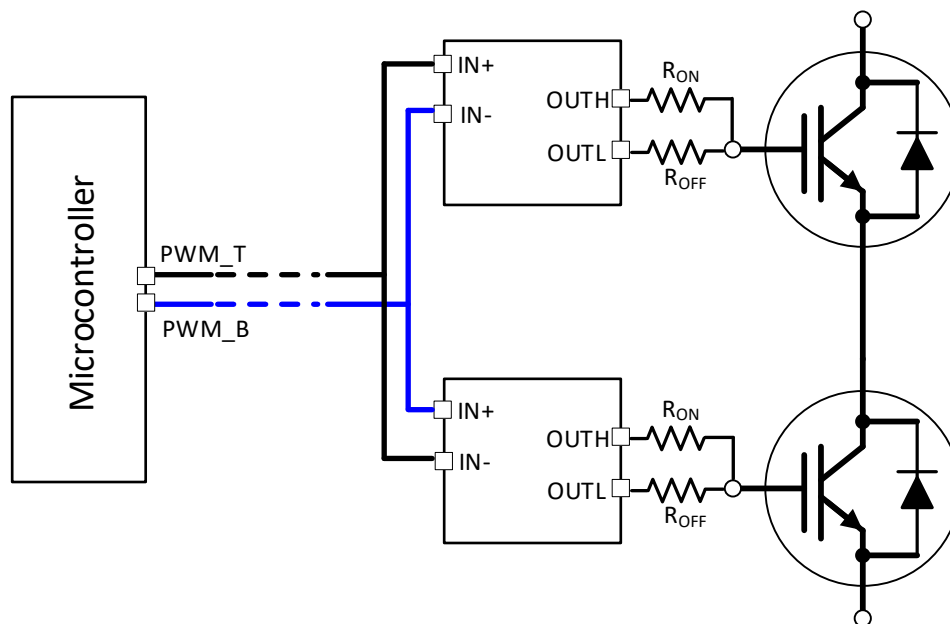 Microcontroller
PWM_T
PWM_B
IN+
IN-
OUTH
OUTL
RON
ROFF
IN+
IN-
OUTH
OUTL
RON
ROFF